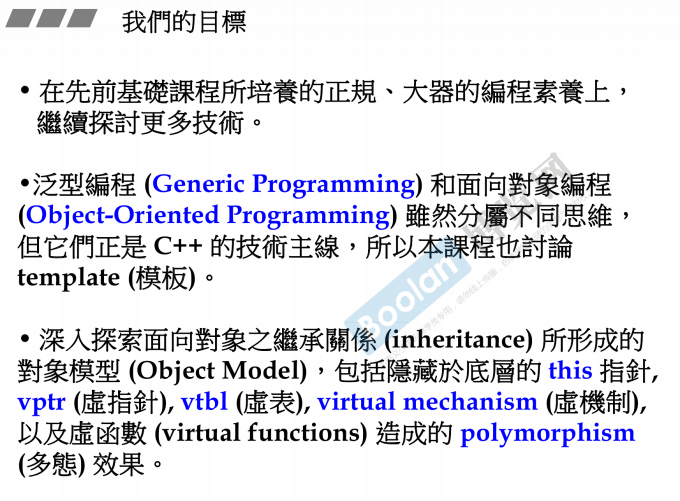 我們的目標
• 在先前基礎課程所培養的正規、大器的編程素養上，
繼續探討更多技術。
•泛型編程 (Generic Programming) 和面向對象編程
(Object-Oriented Programming) 雖然分屬不同思維，
但它們正是 C++ 的技術主線，所以本課程也討論
template (模板)。
• 深入探索面向對象之繼承關係 (inheritance) 所形成的
對象模型 (Object Model)，包括隱藏於底層的 this 指針,
vptr (虛指針), vtbl (虛表), virtual mechanism (虛機制),
以及虛函數 (virtual functions) 造成的 polymorphism
(多態) 效果。
Boolan